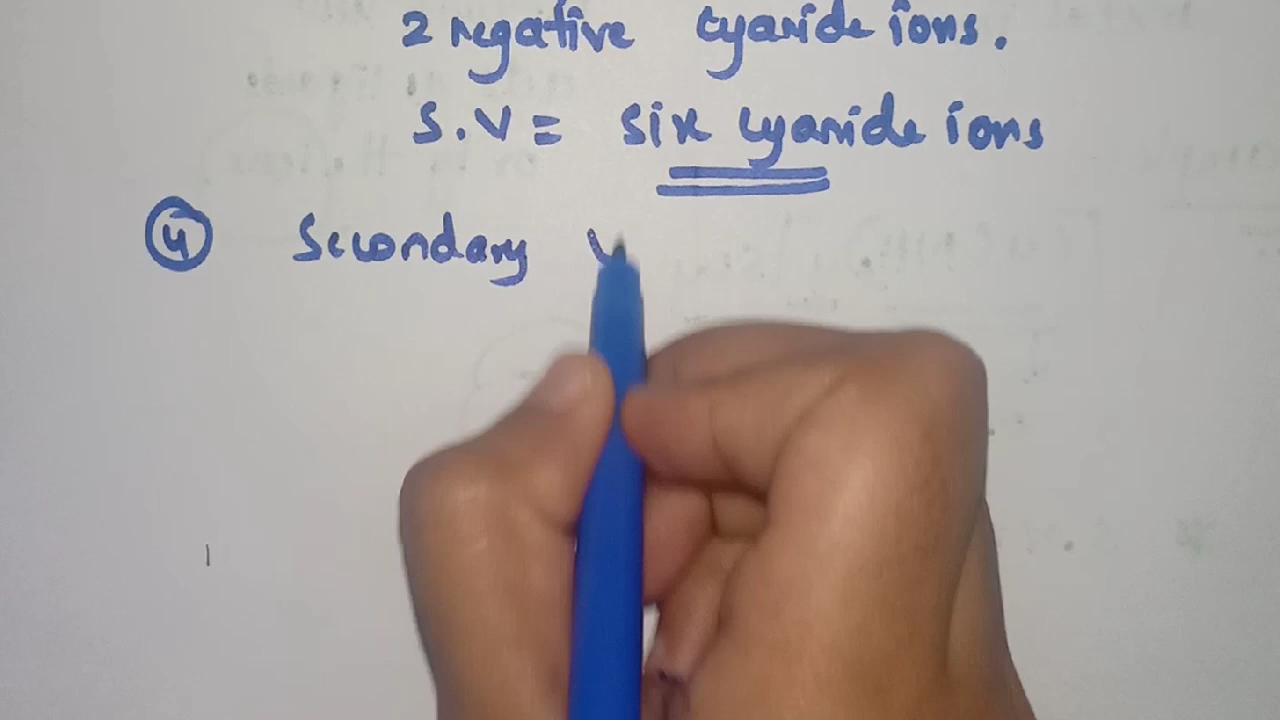 2 negative cyanide ions.
S.V = six cyanide ions
4 Secondary V